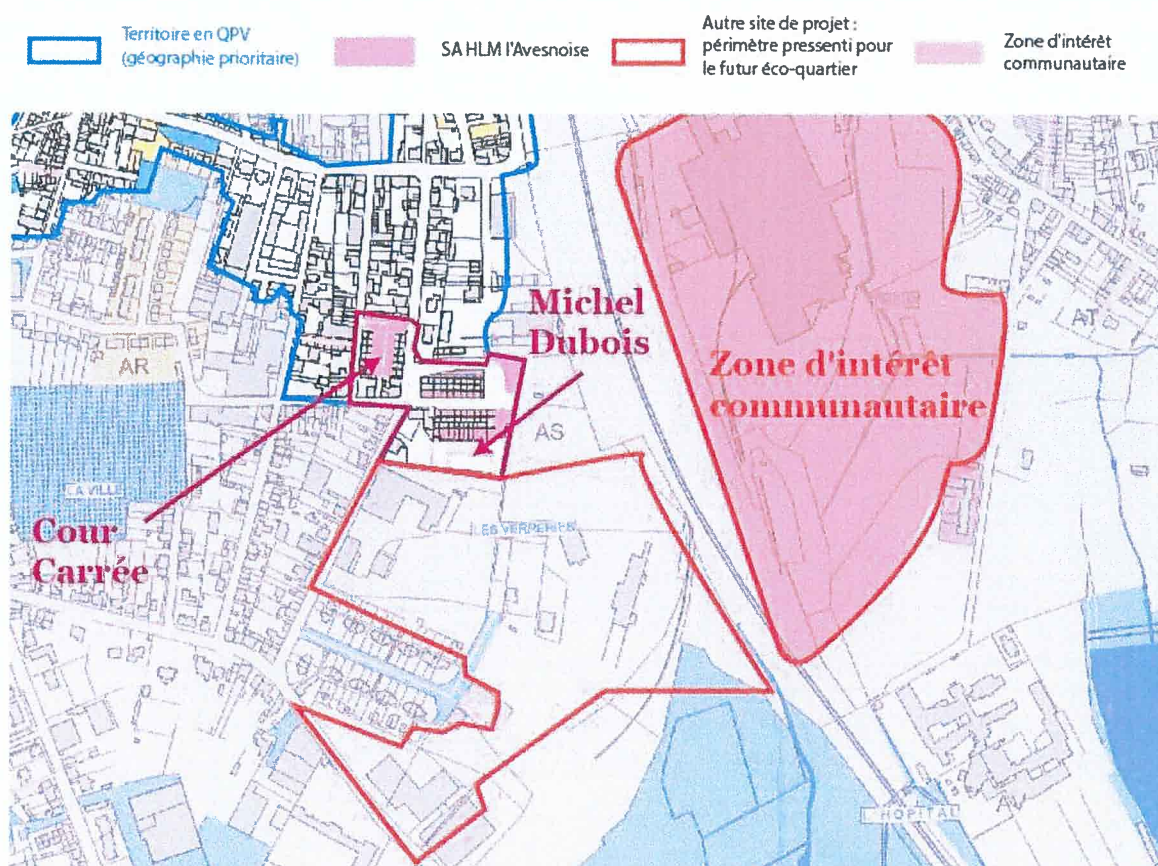 Territoire en QPV
(géographie prioritaire)
SA HLM l'Avesnoise
Autre site de projet :
périmètre pressenti pour
le futur éco-quartier
Zone d'intérêt
communautaire
Michel
Dubois
Zone d'intérêt
communautaire
AT
AR
AS
LA VILLE
LES VERRERIES
Cour
Carrée
AV
L'HOPITAL